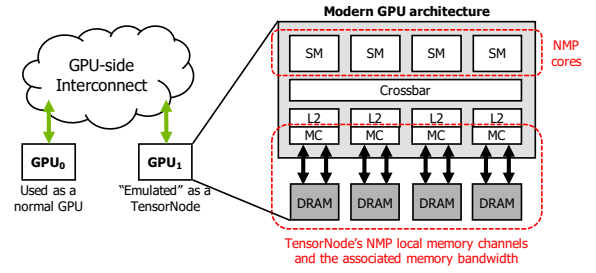 Modern GPU architecture
GPU-side
Interconnect
SM SM SM SM
NMP
cores
Crossbar
L2 L2 L2 L2
MC MC MC MC
GPU0
GPU1
Used as a
normal GPU
“Emulated” as a
TensorNode
DRAM DRAM DRAM DRAM
TensorNode’s NMP local memory channels
and the associated memory bandwidth